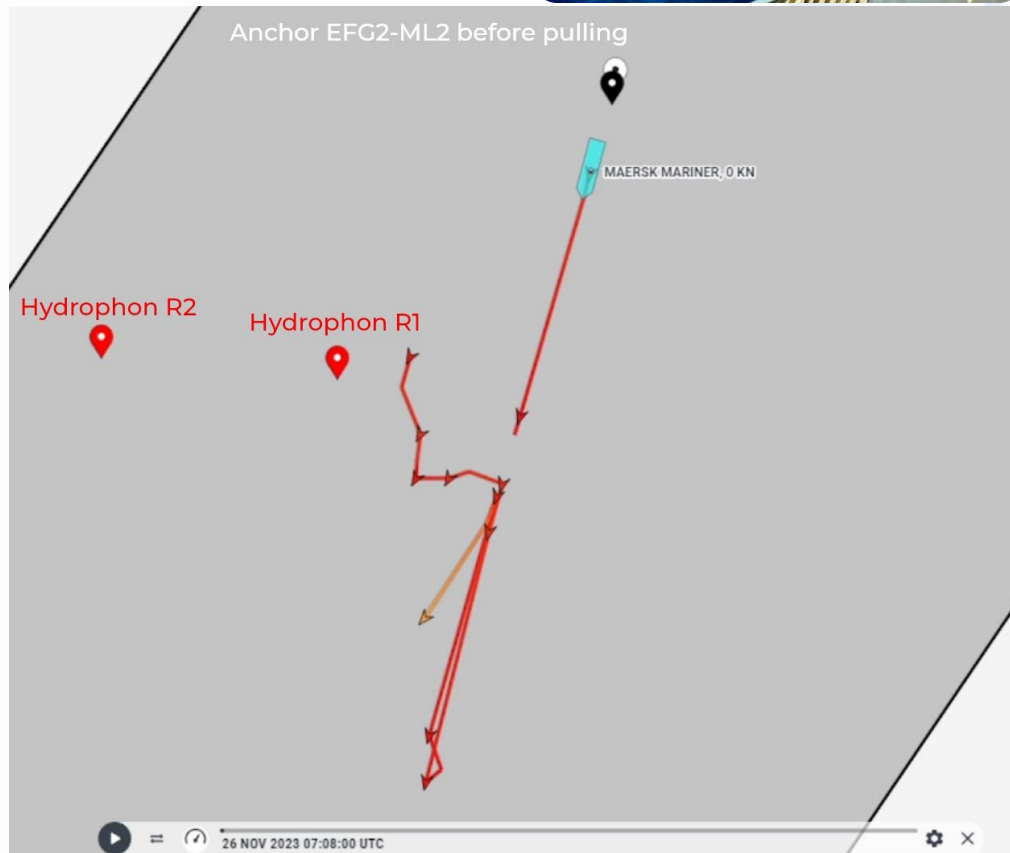 Anchor EFG2-ML2 before pulling
MAERSK MARINER, 0 KN
Hydrophon R2
Hydrophon R1
26 NOV 2023 07:08:00 UTC